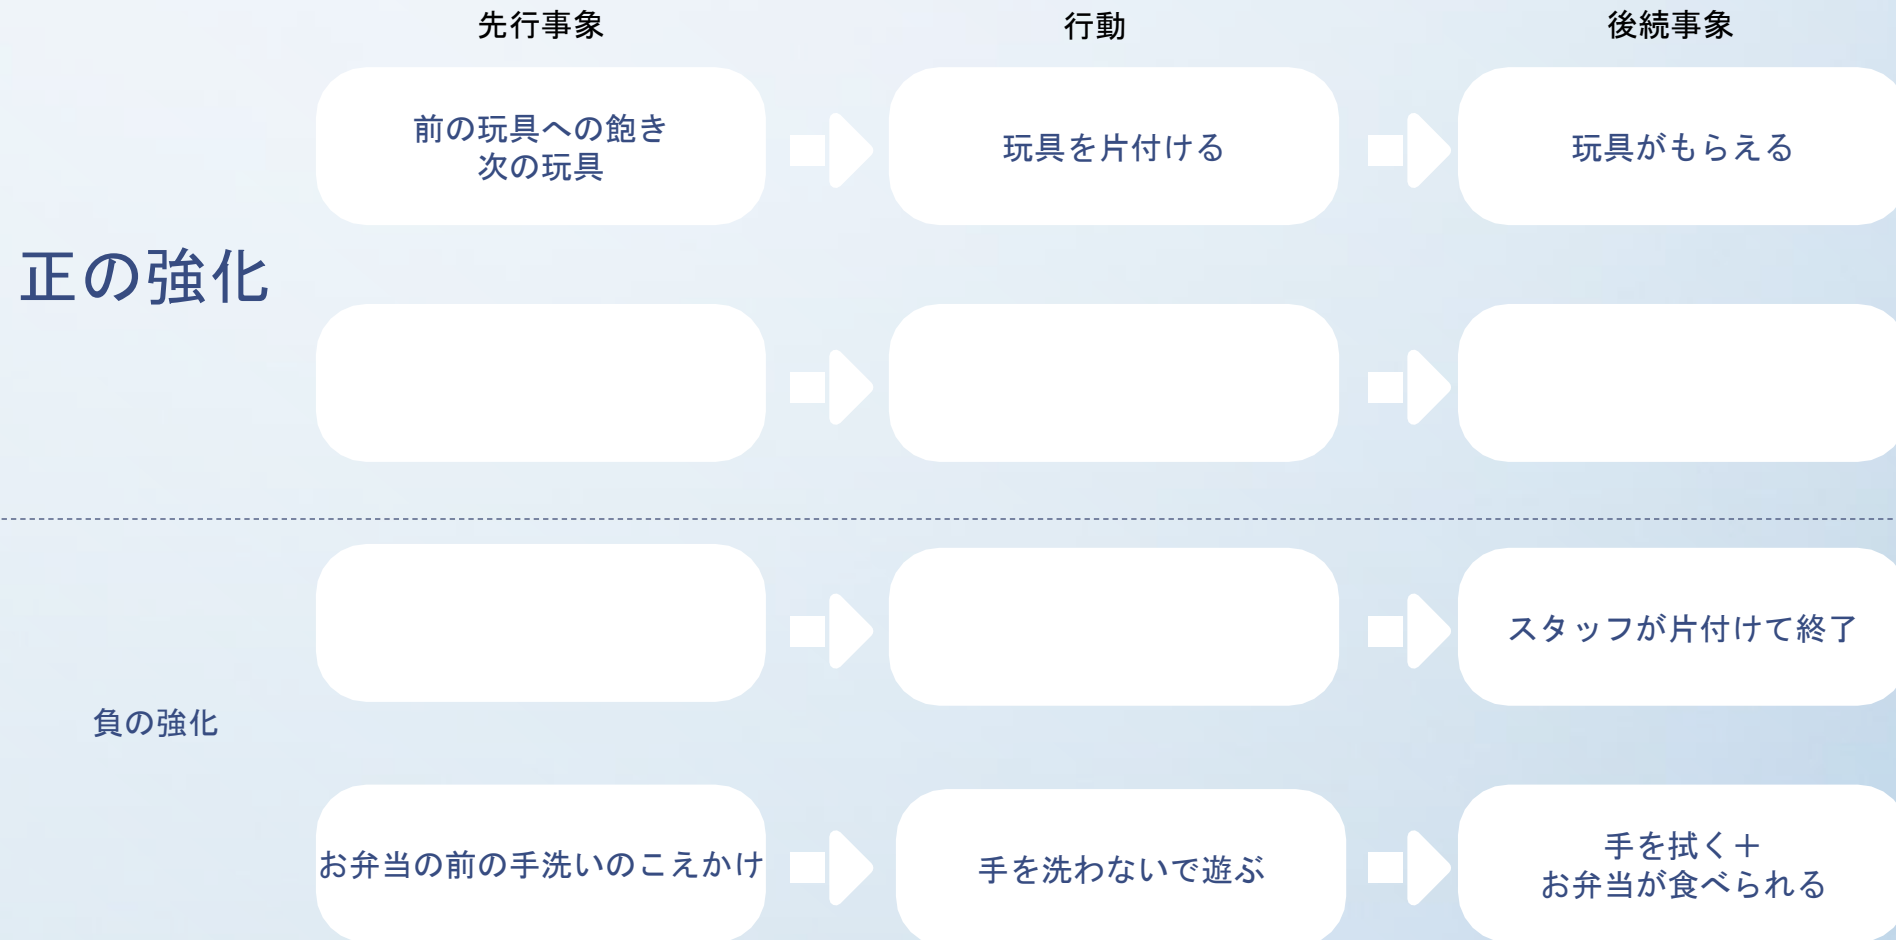 先行事象
行動
後続事象
前の玩具への飽き
次の玩具
玩具を片付ける
玩具がもらえる
正の強化
スタッフが片付けて終了
負の強化
お弁当の前の手洗いのこえかけ
手を洗わないで遊ぶ
手を拭く＋
お弁当が食べられる